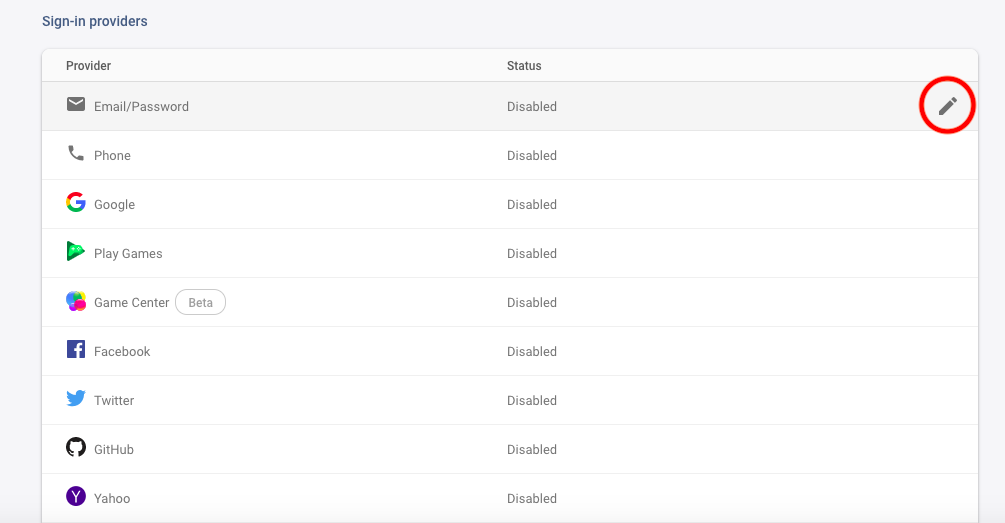 Sign-in providers
Provider Status
Email/Password Disabled
Phone Disabled
Google Disabled
Play Games Disabled
Game Center Beta Disabled
Facebook Disabled
Twitter Disabled
GitHub Disabled
Yahoo Disabled